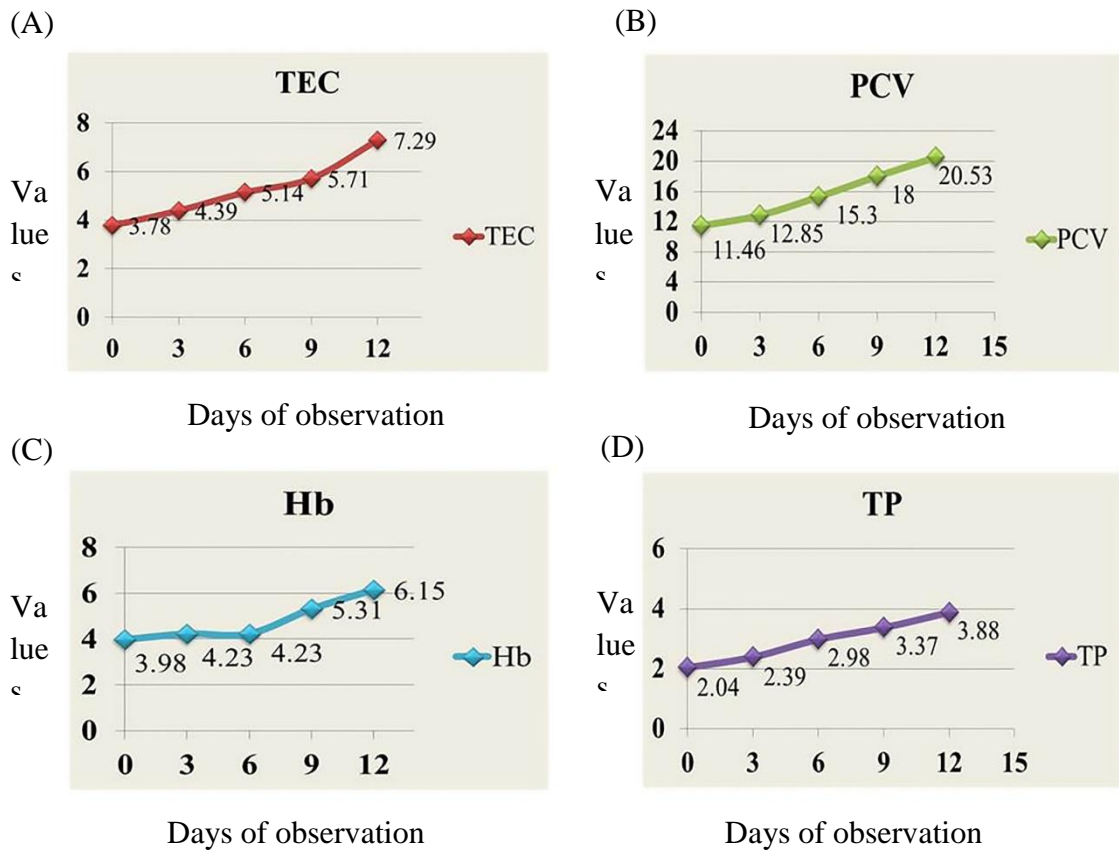 (A)
TEC
8
6
4
2
0
3.78
4.39
5.14
5.71
7.29
TEC
0 3 6 9 12
Va
lue
s
Days of observation
(B)
PCV
24
20
16
12
8
4
0
11.46
12.85
15.3
18
20.53
PCV
0 3 6 9 12 15
Va
lue
s
Days of observation
(C)
Hb
8
6
4
2
0
3.98
4.23
4.23
5.31
6.15
Hb
0 3 6 9 12
Va
lue
s
Days of observation
(D)
TP
6
4
2
0
2.04
2.39
2.98
3.37
3.88
TP
0 3 6 9 12 15
Va
lue
s
Days of observation